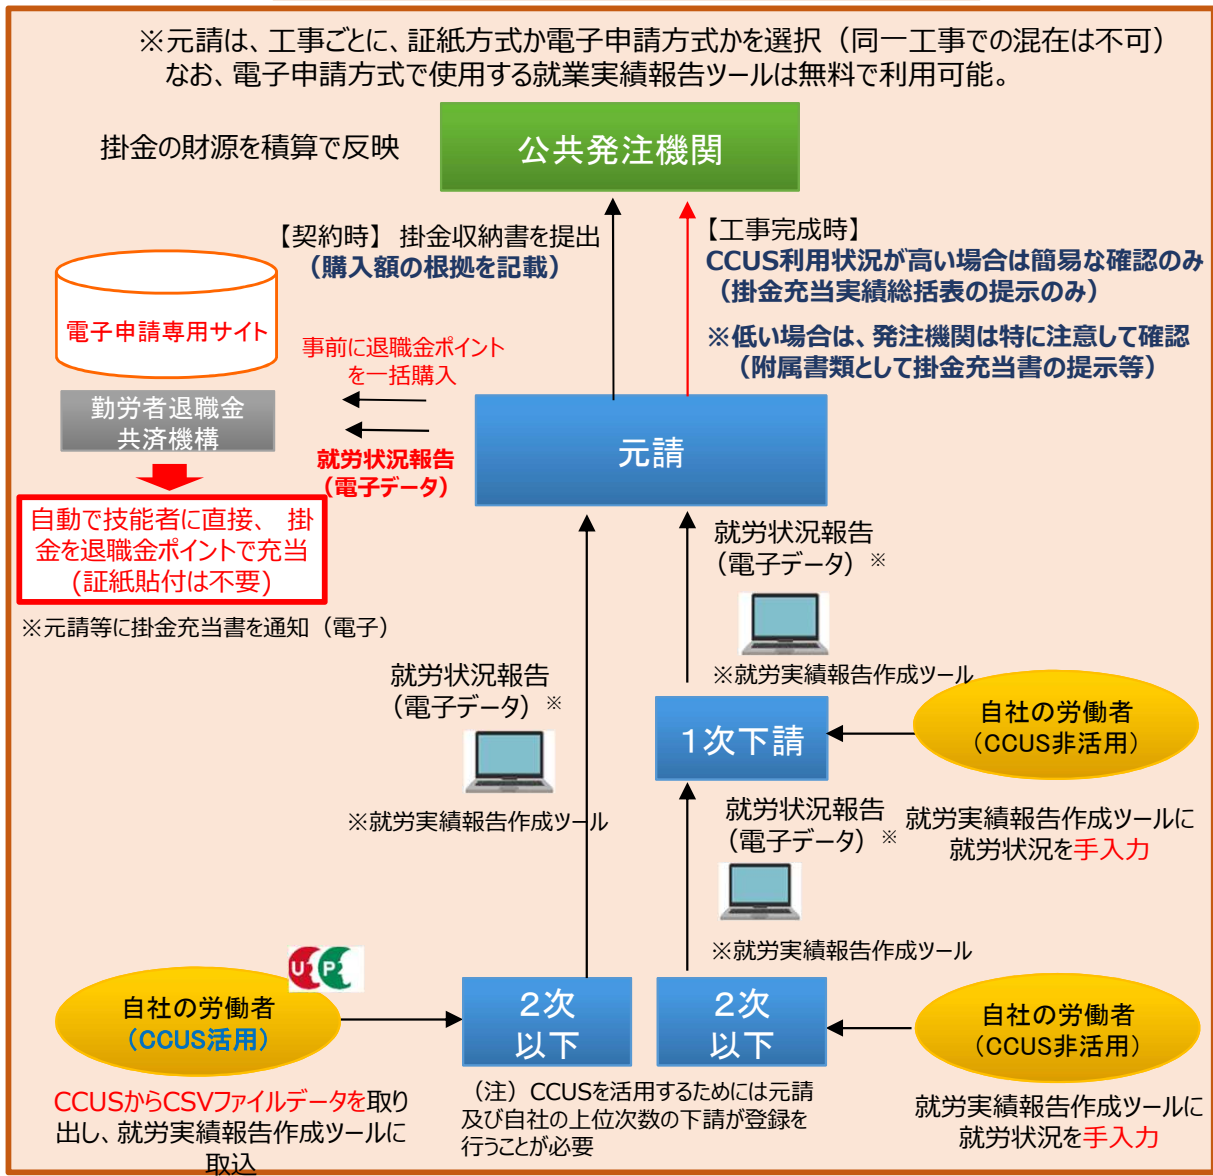 ※元請は、工事ごとに、証紙方式か電子申請方式かを選択（同一工事での混在は不可）
なお、電子申請方式で使用する就業実績報告ツールは無料で利用可能。
掛金の財源を積算で反映
公共発注機関
【契約時】 掛金収納書を提出
（購入額の根拠を記載）
【工事完成時】
CCUS利用状況が高い場合は簡易な確認のみ
（掛金充当実績総括表の提示のみ）
※低い場合は、発注機関は特に注意して確認
（附属書類として掛金充当書の提示等）
電子申請専用サイト
事前に退職金ポイント
を一括購入
勤労者退職金
共済機構
就労状況報告
（電子データ）
元請
自動で技能者に直接、 掛
金を退職金ポイントで充当
(証紙貼付は不要)
※元請等に掛金充当書を通知（電子）
就労状況報告
（電子データ）※
※就労実績報告作成ツール
就労状況報告
（電子データ）※
※就労実績報告作成ツール
1次下請
自社の労働者
（CCUS非活用）
就労実績報告作成ツールに
就労状況を手入力
就労状況報告
（電子データ）※
※就労実績報告作成ツール
U P
自社の労働者
（CCUS活用）
2次
以下
2次
以下
自社の労働者
（CCUS非活用）
CCUSからCSVファイルデータを取り
出し、就労実績報告作成ツールに
取込
（注）CCUSを活用するためには元請
及び自社の上位次数の下請が登録を
行うことが必要
就労実績報告作成ツールに
就労状況を手入力